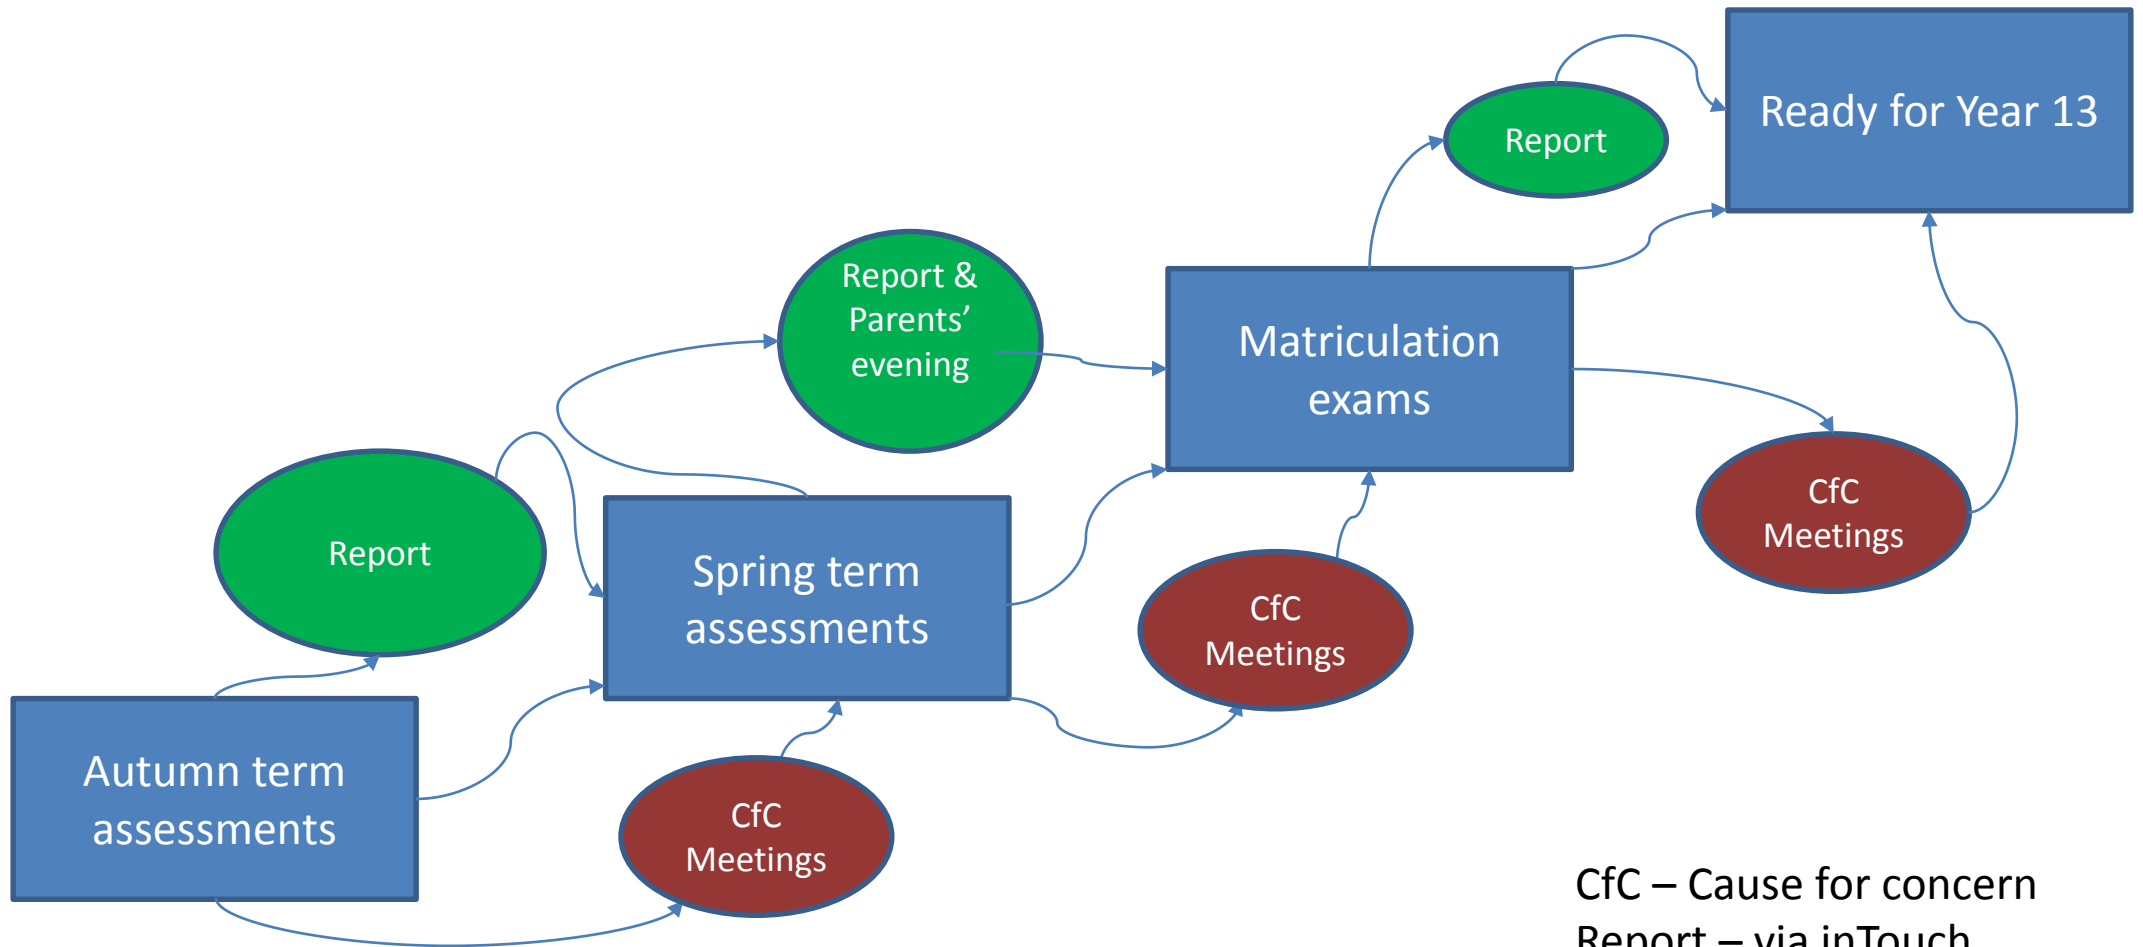 Ready for Year 13
Report
Report &
Parents’
evening
Matriculation
exams
CfC
Meetings
Report
Spring term
assessments
CfC
Meetings
Autumn term
assessments
CfC
Meetings
CfC – Cause for concern
Report – via inTouch